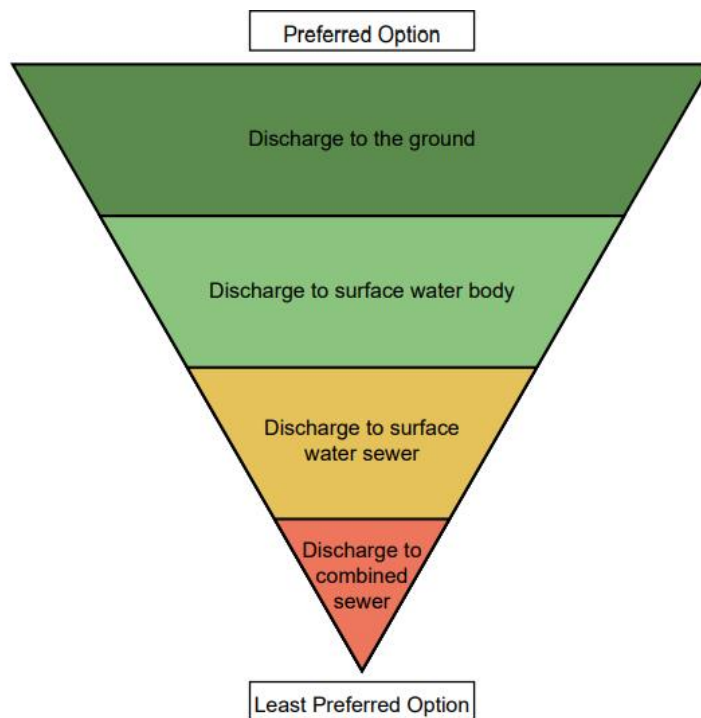 Preferred Option
Discharge to the ground
Discharge to surface water body
Discharge to surface
water sewer
Discharge to
combined
sewer
Least Preferred Option